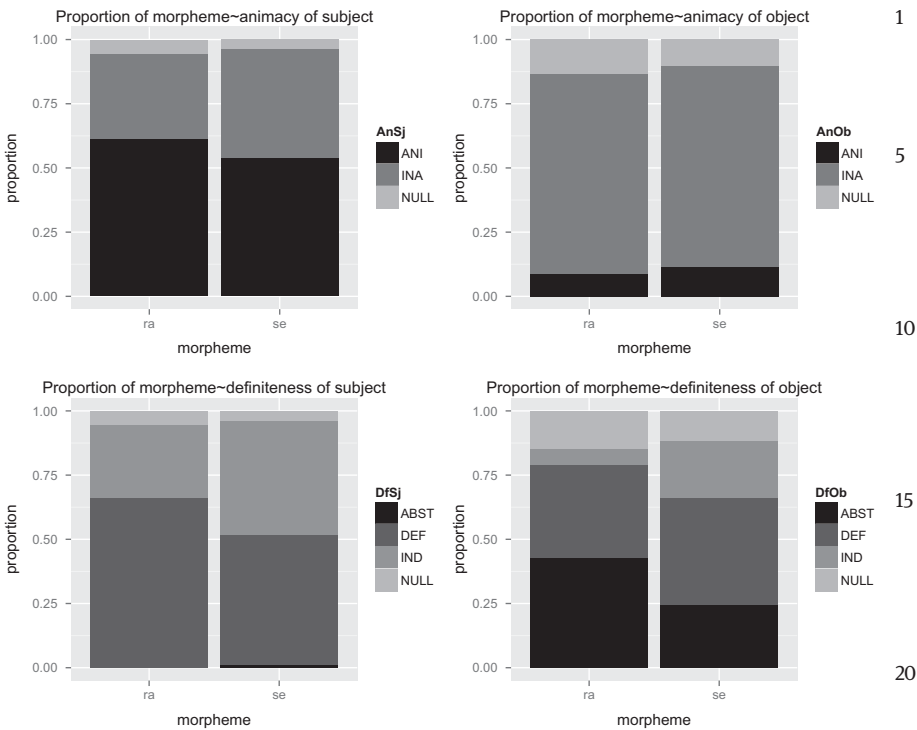 Proportion of morpheme~animacy of subject
1.00
0.75
0.50
0.25
0.00
proportion
ra se
morpheme
AnSj
ANI
INA
NULL
Proportion of morpheme~animacy of object
1.00
0.75
0.50
0.25
0.00
proportion
ra se
morpheme
AnOb
ANI
INA
NULL
1
5
10
Proportion of morpheme~definiteness of subject
1.00
0.75
0.50
0.25
0.00
proportion
ra se
morpheme
DfSj
ABST
DEF
IND
NULL
Proportion of morpheme~definiteness of object
1.00
0.75
0.50
0.25
0.00
proportion
ra se
morpheme
DfOb
ABST
DEF
IND
NULL
15
20